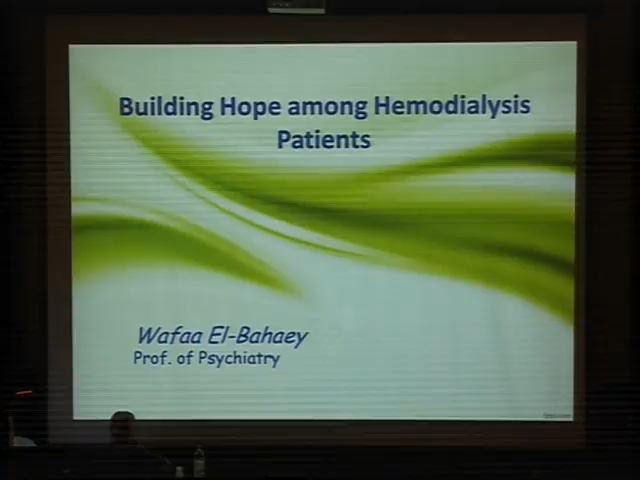 Building Hope among Hemodialysis
Patients
Wafaa El-Bahaey
Prof. of Psychiatry